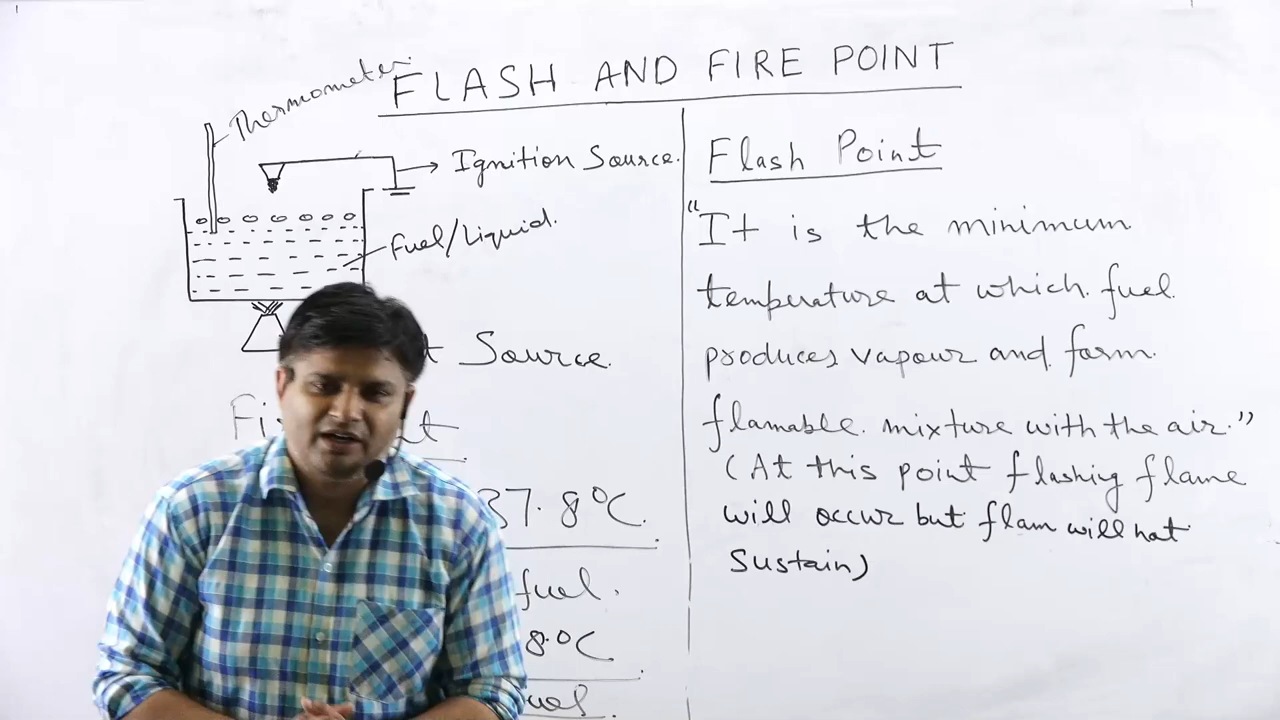 FLASH AND FIRE POINT
Thermometer
Ignition Source.
Fuel/Liquid.
Source.
37.8°C.
fuel.
8.°C
Flash Point
"It is the minimum
temperature at which fuel
produces vapour and form
flamable mixture with the air."
(At this point flashing flame
will occur but flam will not
Sustain)